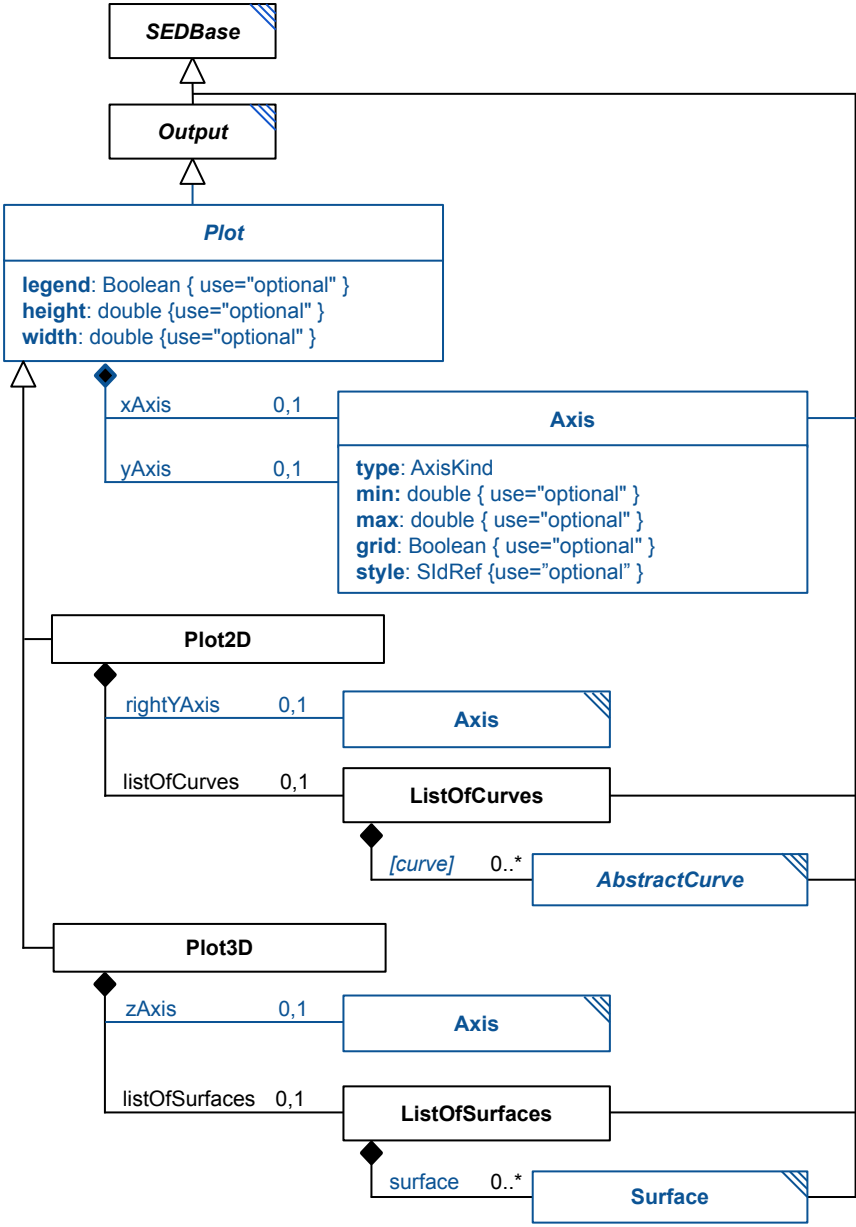 SEDBase
Output
Plot
legend: Boolean { use="optional" }
height: double {use="optional" }
width: double {use="optional" }
xAxis 0,1
Axis
yAxis 0,1
type: AxisKind
min: double { use="optional" }
max: double { use="optional" }
grid: Boolean { use="optional" }
style: SIdRef {use=”optional” }
Plot2D
rightYAxis 0,1
Axis
listOfCurves 0,1
ListOfCurves
[curve] 0..*
AbstractCurve
Plot3D
zAxis 0,1
Axis
listOfSurfaces 0,1
ListOfSurfaces
surface 0..*
Surface